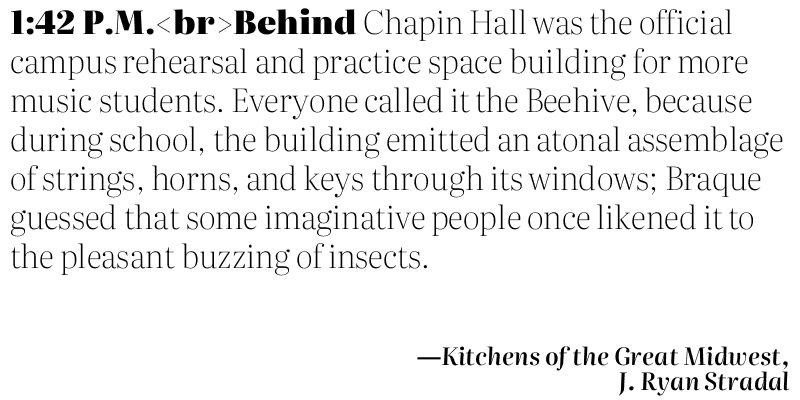 1:42 P.M.<br>Behind Chapin Hall was the official
campus rehearsal and practice space building for more
music students. Everyone called it the Beehive, because
during school, the building emitted an atonal assemblage
of strings, horns, and keys through its windows; Braque
guessed that some imaginative people once likened it to
the pleasant buzzing of insects.
—Kitchens of the Great Midwest,
J. Ryan Stradal